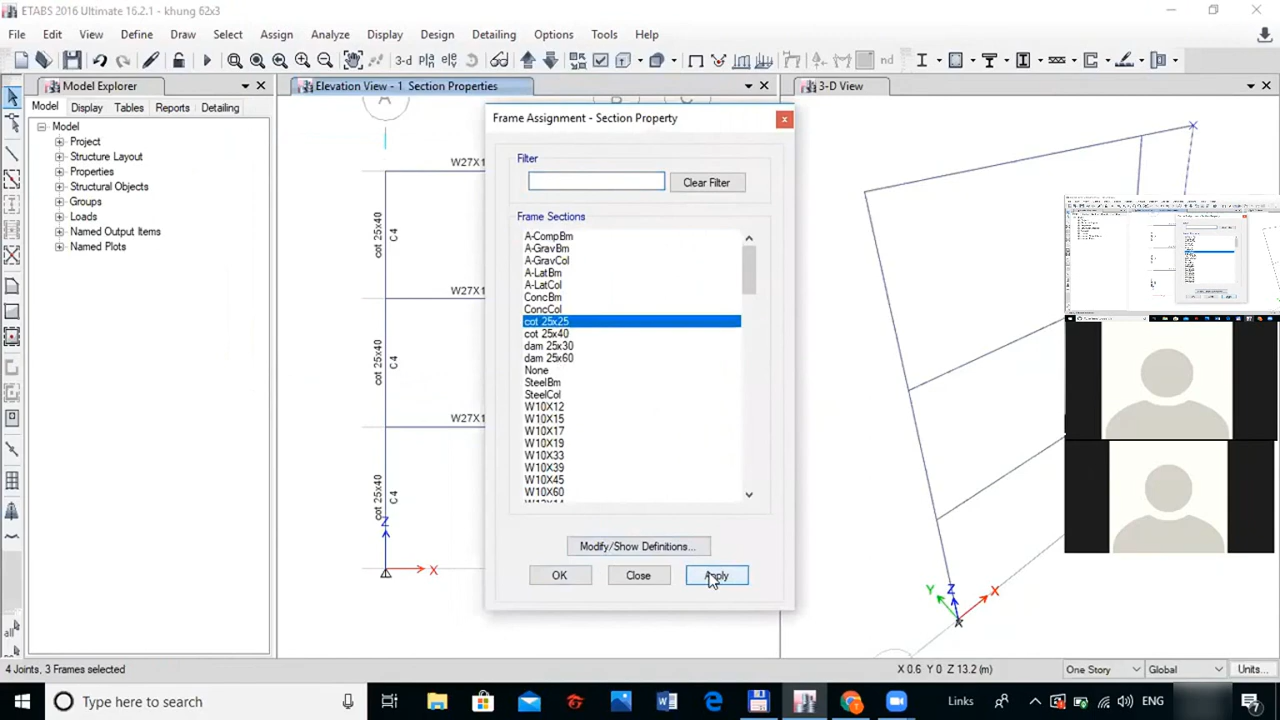 ETABS 2016 Ultimate 16.2.1 - khung 62x3
File Edit View Define Draw Select Assign Analyze Display Design Detailing Options Tools Help
3-d
nd
Model Explorer
Elevation View - 1 Section Properties
3-D View
Model Display Tables Reports Detailing
Model
Project
Structure Layout
Properties
Structural Objects
Groups
Loads
Named Output Items
Named Plots
A
B
C
W27X1
cot 25x40
C4
W27X1
cot 25x40
C4
W27X1
cot 25x40
C4
Z
X
Frame Assignment - Section Property
Filter
Clear Filter
Frame Sections
A-CompBm
A-GravBm
A-GravCol
A-LatBm
A-LatCol
ConcBm
ConcCol
cot 25x25
cot 25x40
dam 25x30
dam 25x60
None
SteelBm
SteelCol
W10X12
W10X15
W10X17
W10X19
W10X33
W10X39
W10X45
W10X60
Modify/Show Definitions...
OK Close Apply
Y
Z
X
all
4 Joints, 3 Frames selected
X 0.6 Y 0 Z 13.2 (m)
One Story
Global
Units...
Type here to search
Links
ENG
7